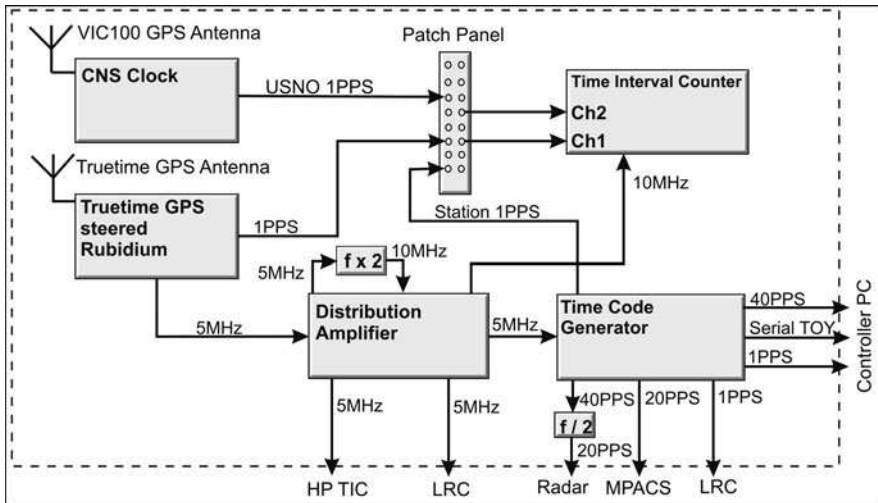 VIC100 GPS Antenna
Patch Panel
CNS Clock
USNO 1PPS
Time Interval Counter
Ch2
Ch1
Truetime GPS Antenna
10MHz
Truetime GPS
steered
Rubidium
1PPS
Station 1PPS
5MHz
f x 2
10MHz
5MHz
Distribution
Amplifier
5MHz
Time Code
Generator
40PPS
Serial TOY
1PPS
Controller PC
5MHz
5MHz
40PPS
20PPS
1PPS
f / 2
20PPS
HP TIC
LRC
Radar
MPACS
LRC